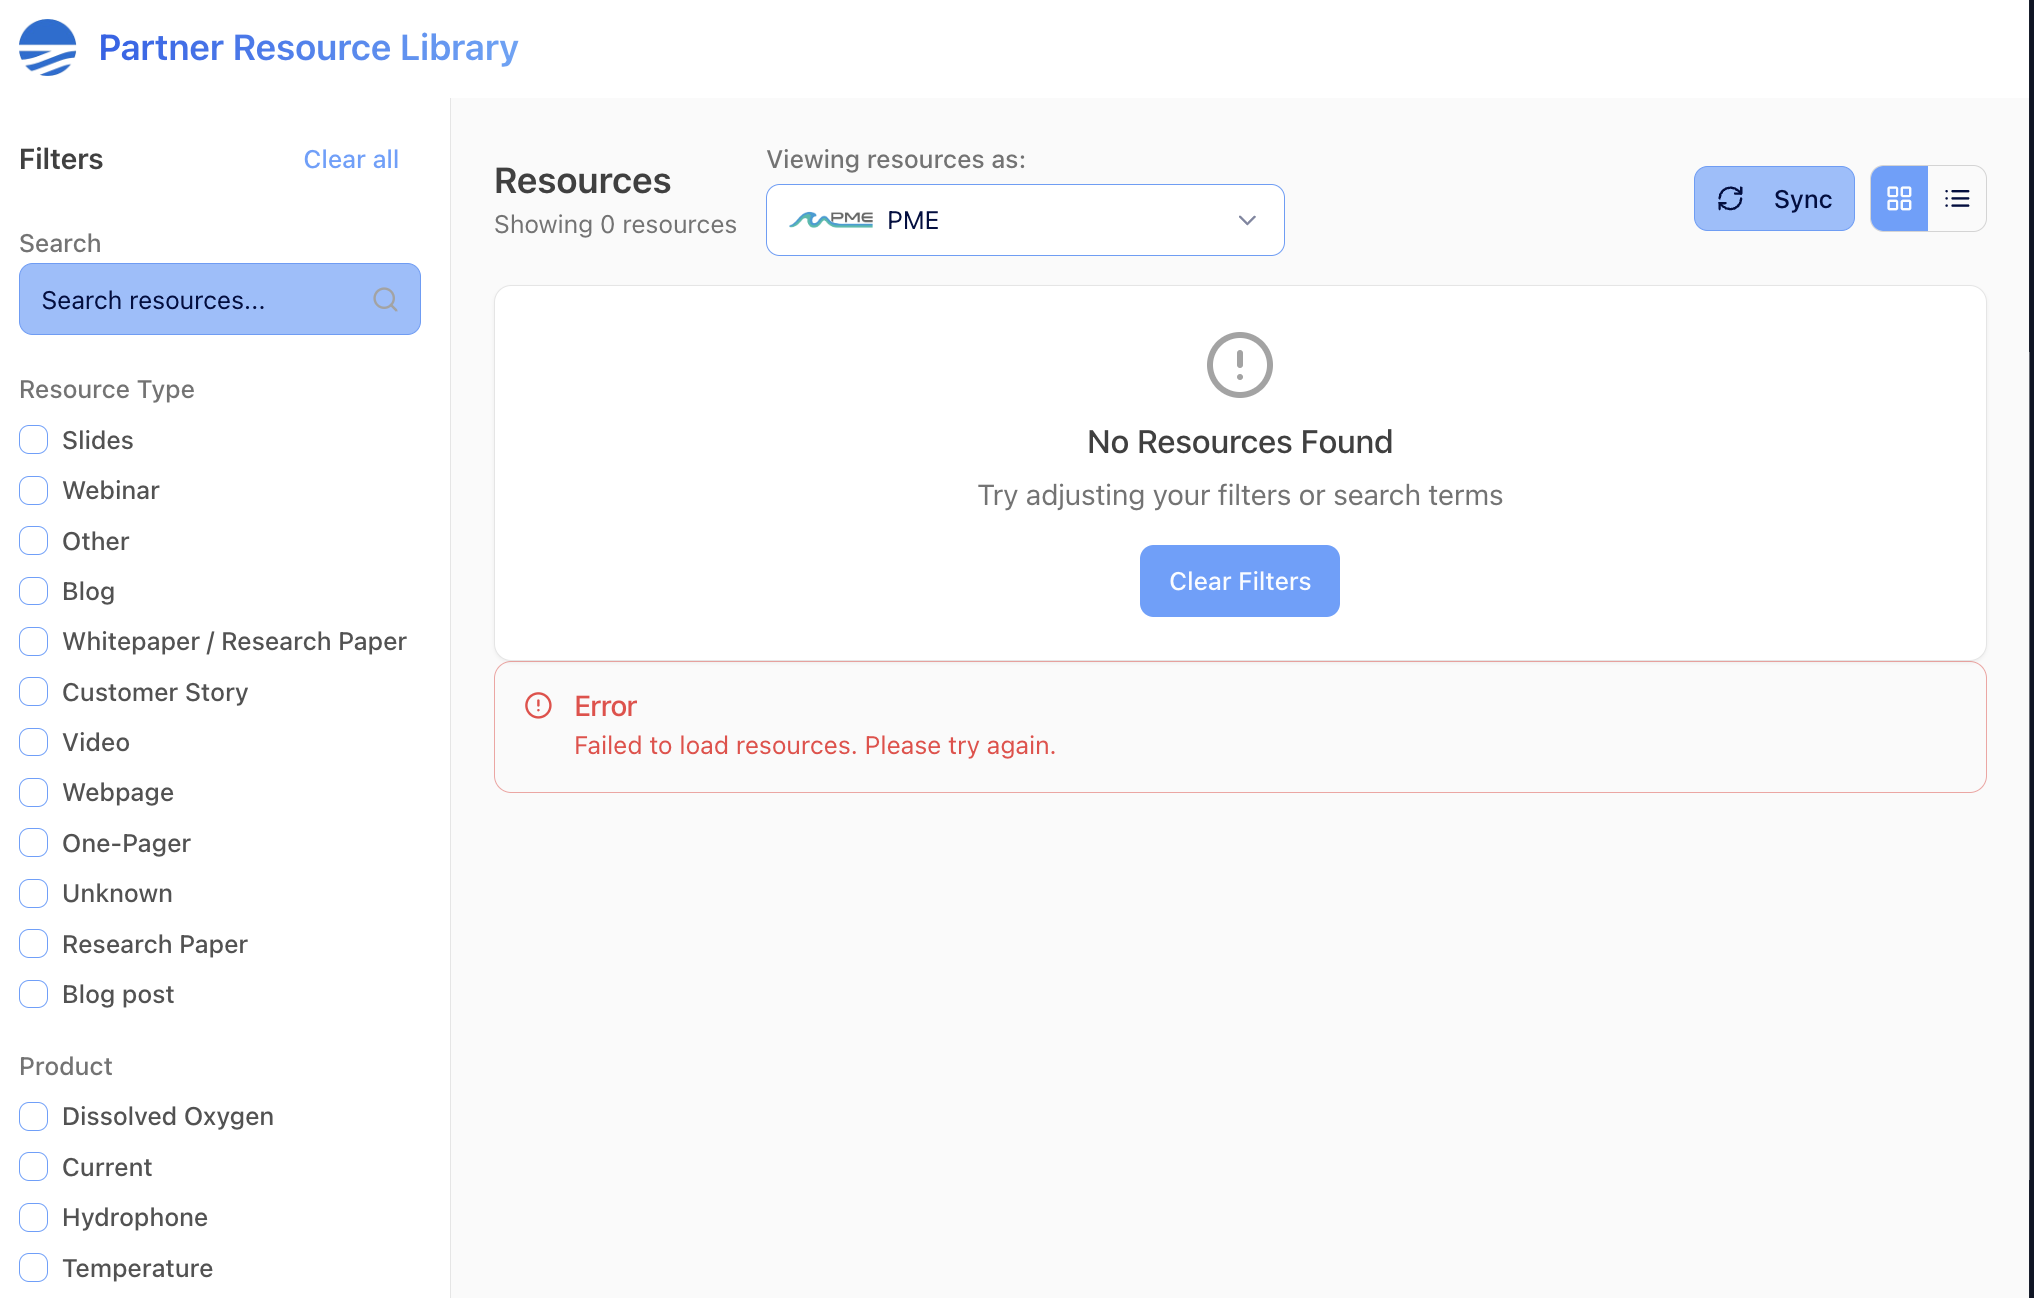 Partner Resource Library
Filters
Clear all
Search
Search resources...
Resource Type
Slides
Webinar
Other
Blog
Whitepaper / Research Paper
Customer Story
Video
Webpage
One-Pager
Unknown
Research Paper
Blog post
Product
Dissolved Oxygen
Current
Hydrophone
Temperature
Resources
Showing 0 resources
Viewing resources as:
PME PME
Sync
No Resources Found
Try adjusting your filters or search terms
Clear Filters
Error
Failed to load resources. Please try again.